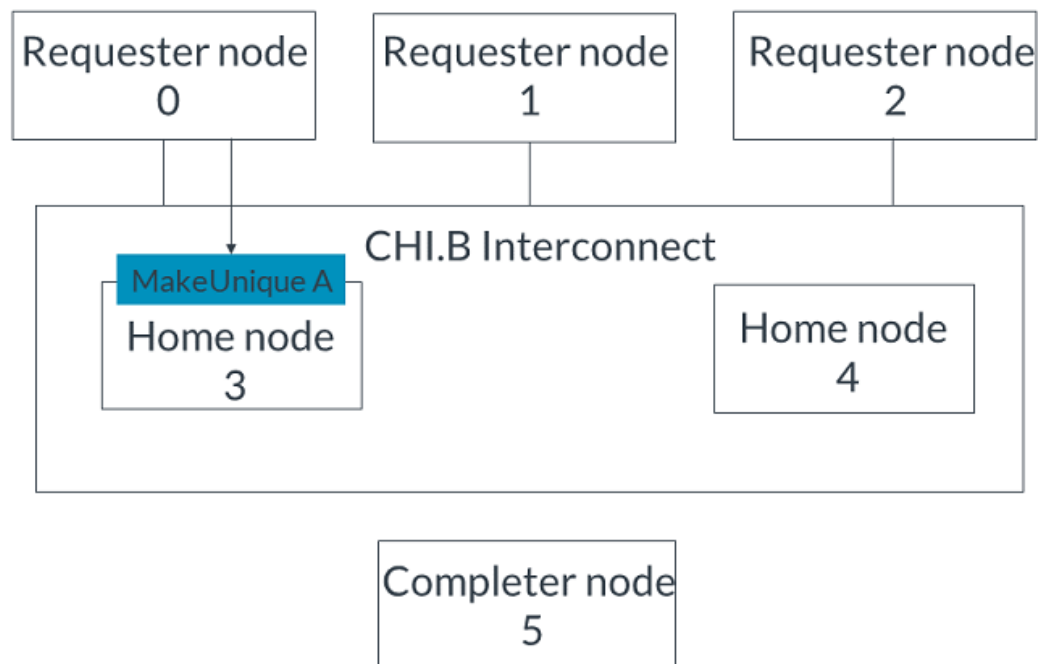 Requester node
0
Requester node
1
Requester node
2
CHI.B Interconnect
MakeUnique A
Home node
3
Home node
4
Completer node
5